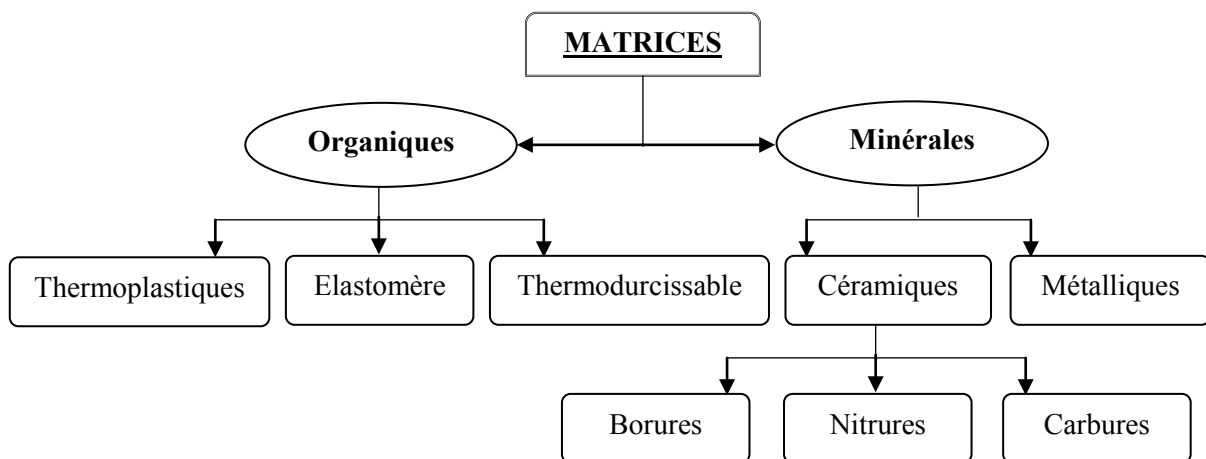 MATRICES
Organiques
Minérales
Thermoplastiques
Elastomère
Thermodurcissable
Céramiques
Métalliques
Borures
Nitrures
Carbures